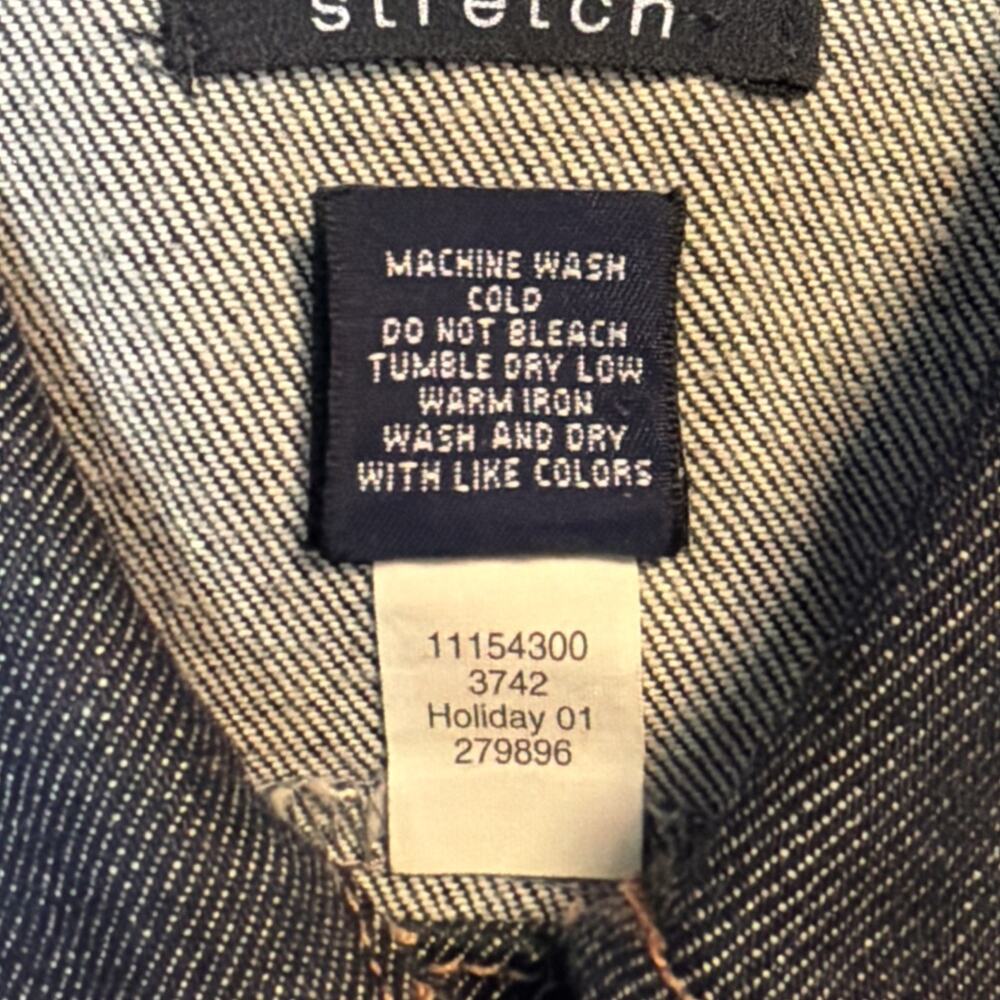 stretch
MACHINE WASH
COLD
DO NOT BLEACH
TUMBLE DRY LOW
WARM IRON
WASH AND DRY
WITH LIKE COLORS
11154300
3742
Holiday 01
279896